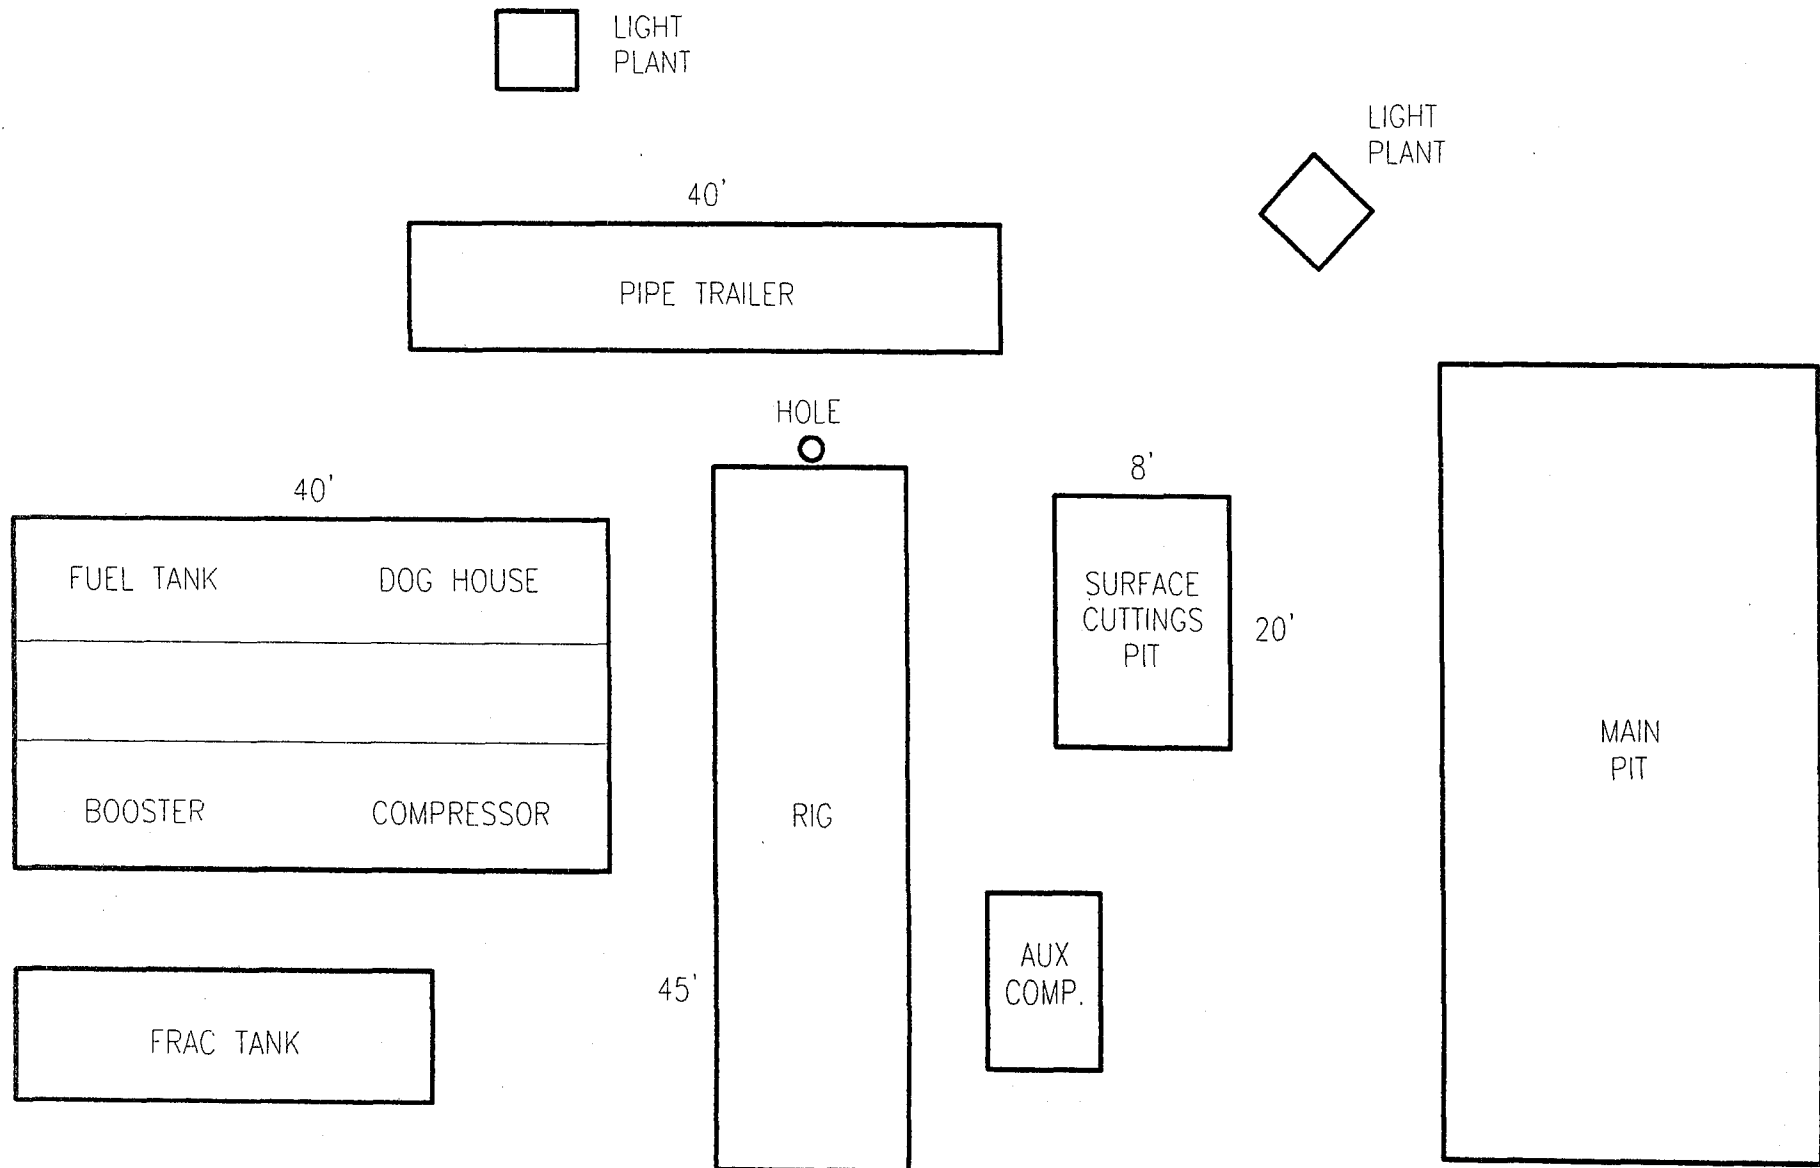 LIGHT
PLANT
LIGHT
PLANT
40'
PIPE TRAILER
HOLE
40'
8'
FUEL TANK
DOG HOUSE
SURFACE
CUTTINGS
PIT
20'
MAIN
PIT
BOOSTER
COMPRESSOR
RIG
AUX
COMP.
45'
FRAC TANK